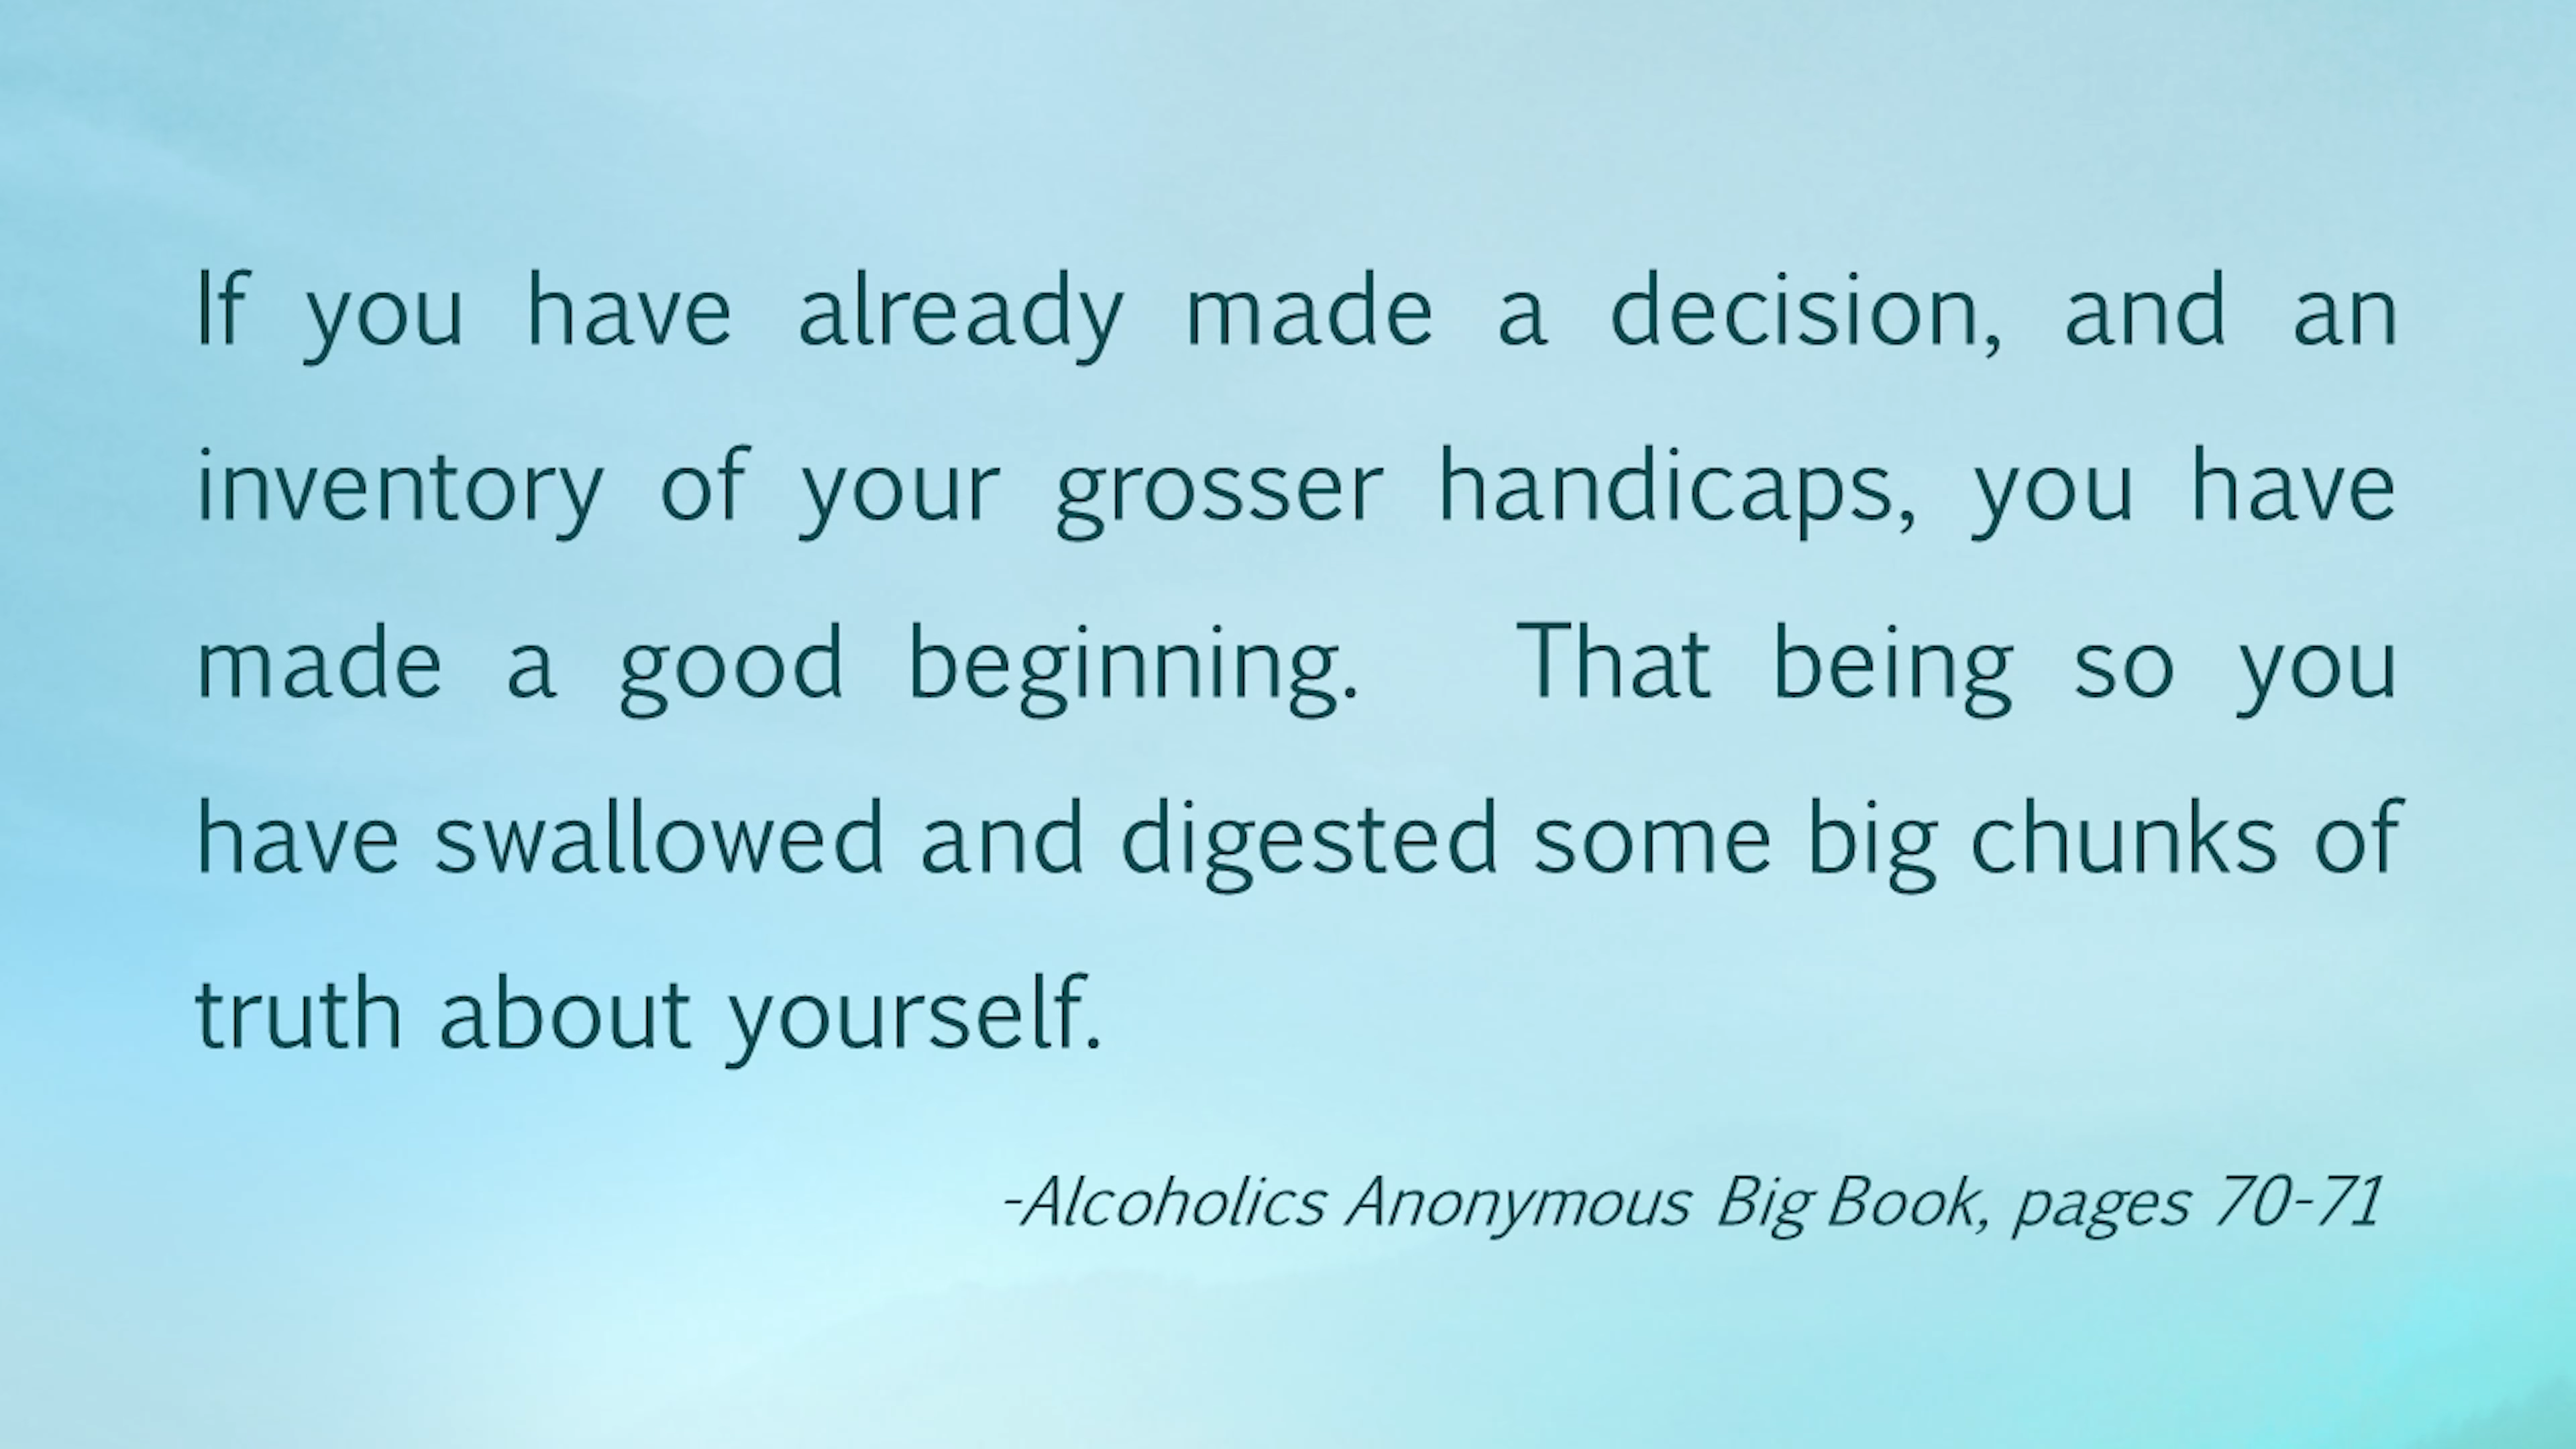 If you have already made a decision, and an
inventory of your grosser handicaps, you have
made a good beginning. That being so you
have swallowed and digested some big chunks of
truth about yourself.
-Alcoholics Anonymous Big Book, pages 70-71